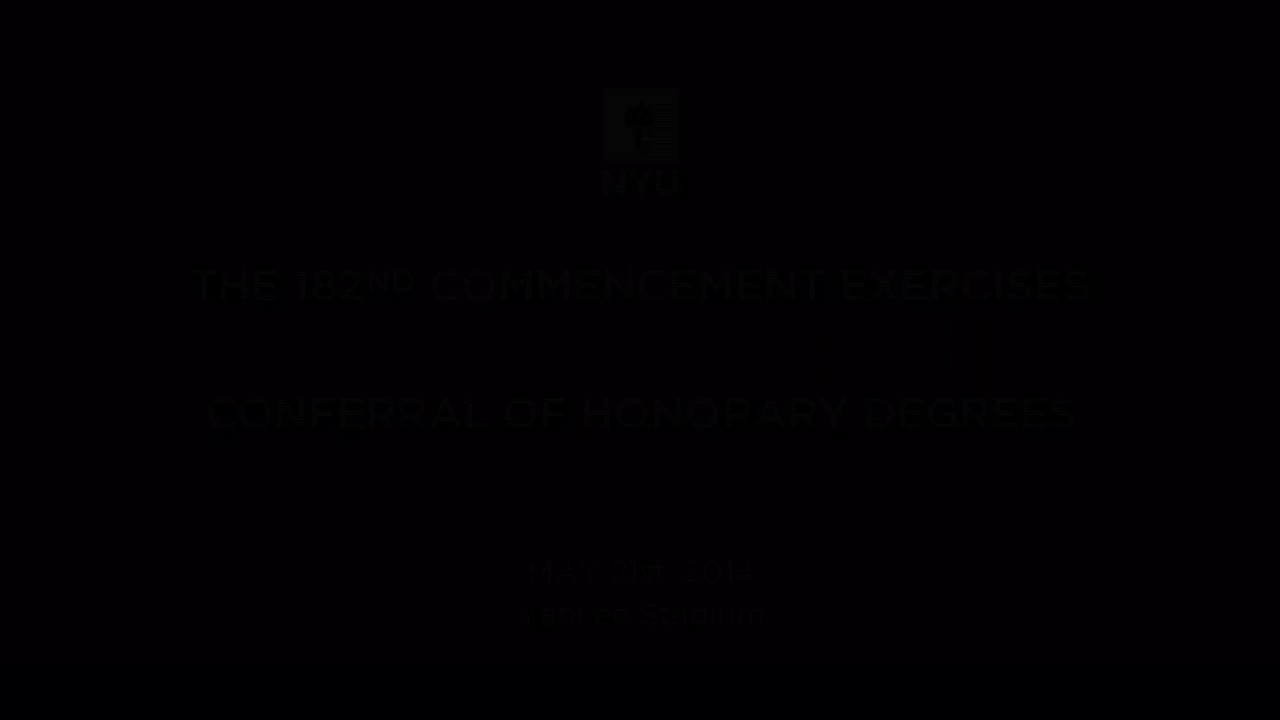 NYU
THE 182ND COMMENCEMENT EXERCISES
CONFERRAL OF HONORARY DEGREES
MAY 21st, 2014
Yankee Stadium